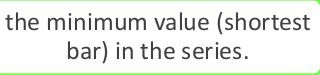 the minimum value (shortest
bar) in the series.